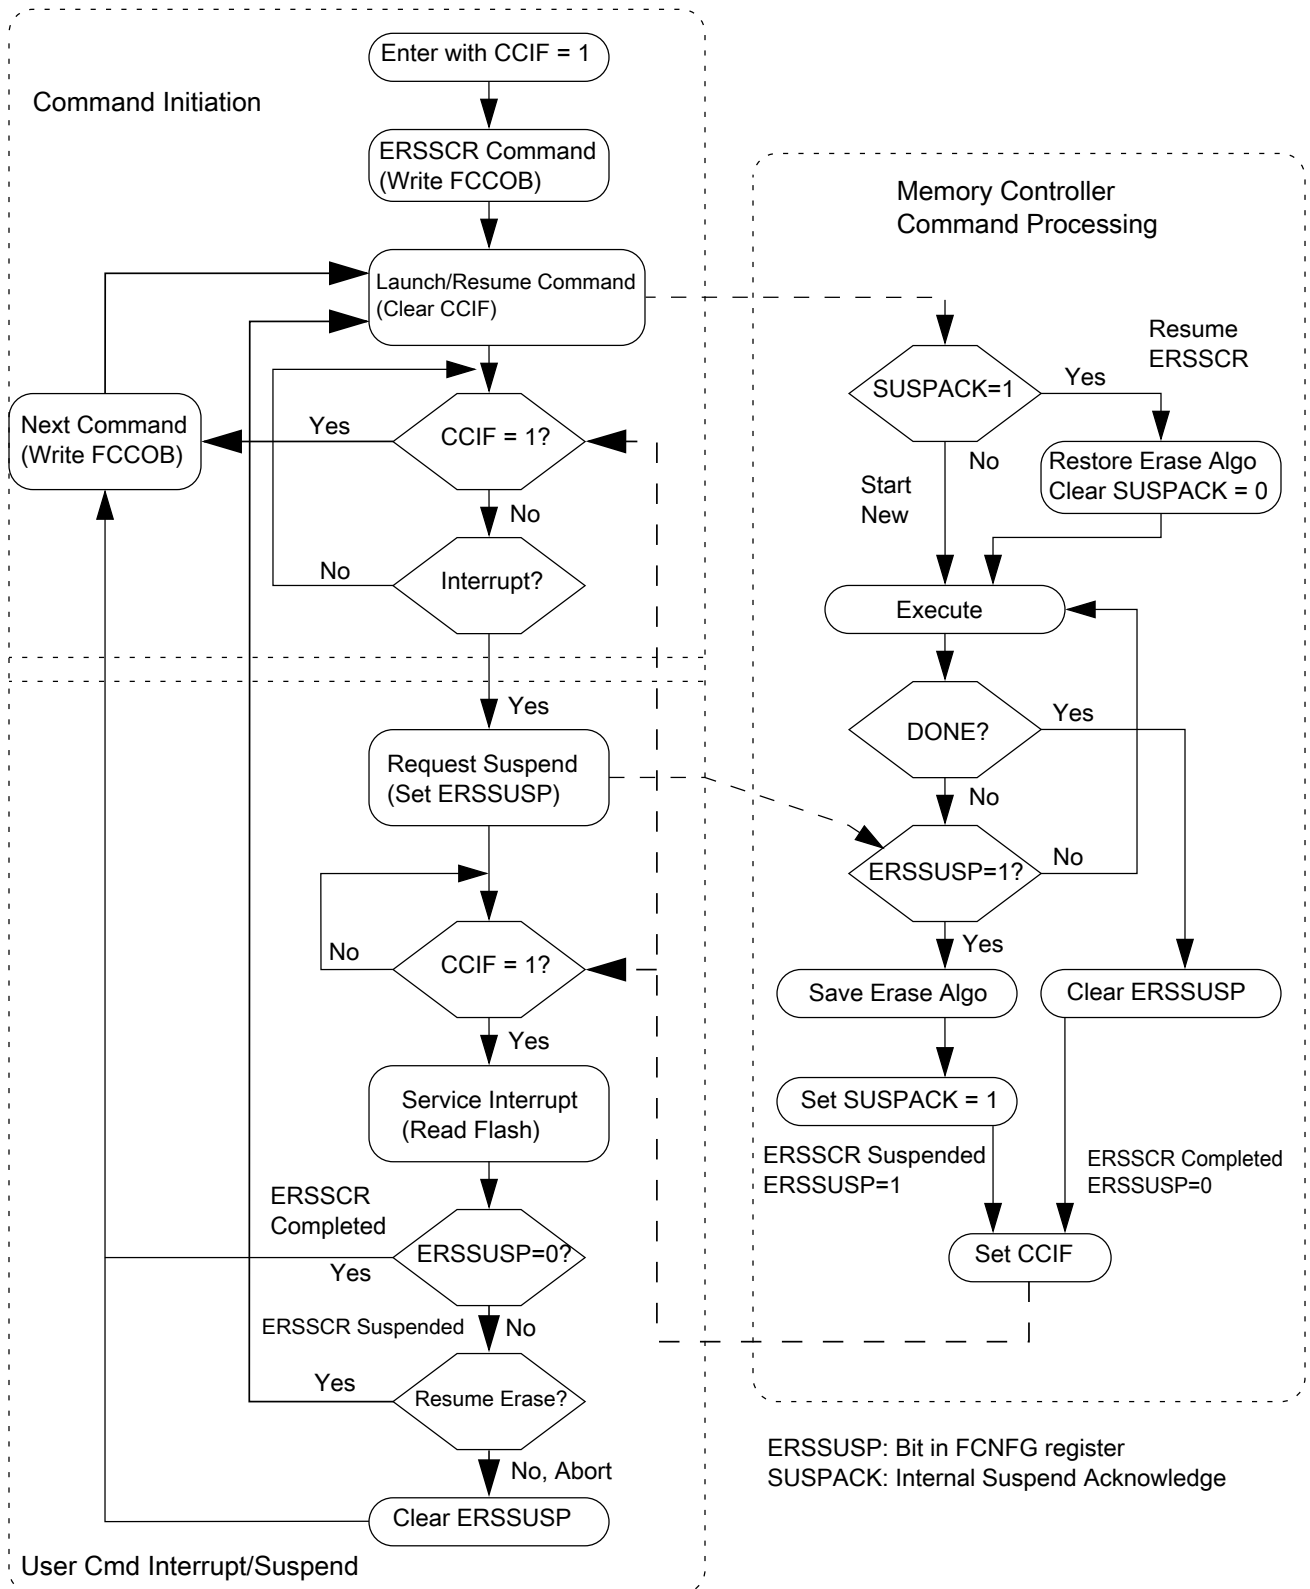 Enter with CCIF = 1
Command Initiation
ERSSCR Command
(Write FCCOB)
Memory Controller
Command Processing
Launch/Resume Command
(Clear CCIF)
Resume
ERSSCR
SUSPACK=1
Yes
Next Command
(Write FCCOB)
Yes
CCIF = 1?
No
Restore Erase Algo
Clear SUSPACK = 0
Start
New
No
No
Interrupt?
Execute
Yes
DONE?
Yes
Request Suspend
(Set ERSSUSP)
No
ERSSUSP=1?
No
No
CCIF = 1?
Yes
Save Erase Algo
Clear ERSSUSP
Yes
Service Interrupt
(Read Flash)
Set SUSPACK = 1
ERSSCR Suspended
ERSSUSP=1
ERSSCR Completed
ERSSUSP=0
ERSSCR
Completed
ERSSUSP=0?
Yes
Set CCIF
ERSSCR Suspended
No
Yes
Resume Erase?
No, Abort
ERSSUSP: Bit in FCNFG register
SUSPACK: Internal Suspend Acknowledge
Clear ERSSUSP
User Cmd Interrupt/Suspend